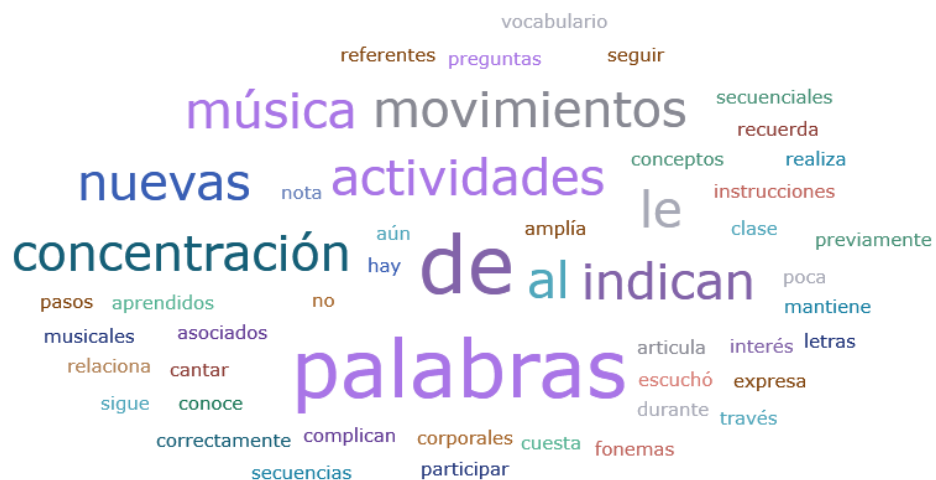 vocabulario
referentes preguntas seguir
música movimientos secuenciales
recuerda
conceptos realiza
nuevas nota actividades le instrucciones
aún amplía clase
concentración hay de al indican previamente
poca
pasos aprendidos no mantiene
musicales asociados palabras articula interés letras
relaciona cantar escuchó expresa
sigue conoce durante través
correctamente complican corporales cuesta fonemas
secuencias participar